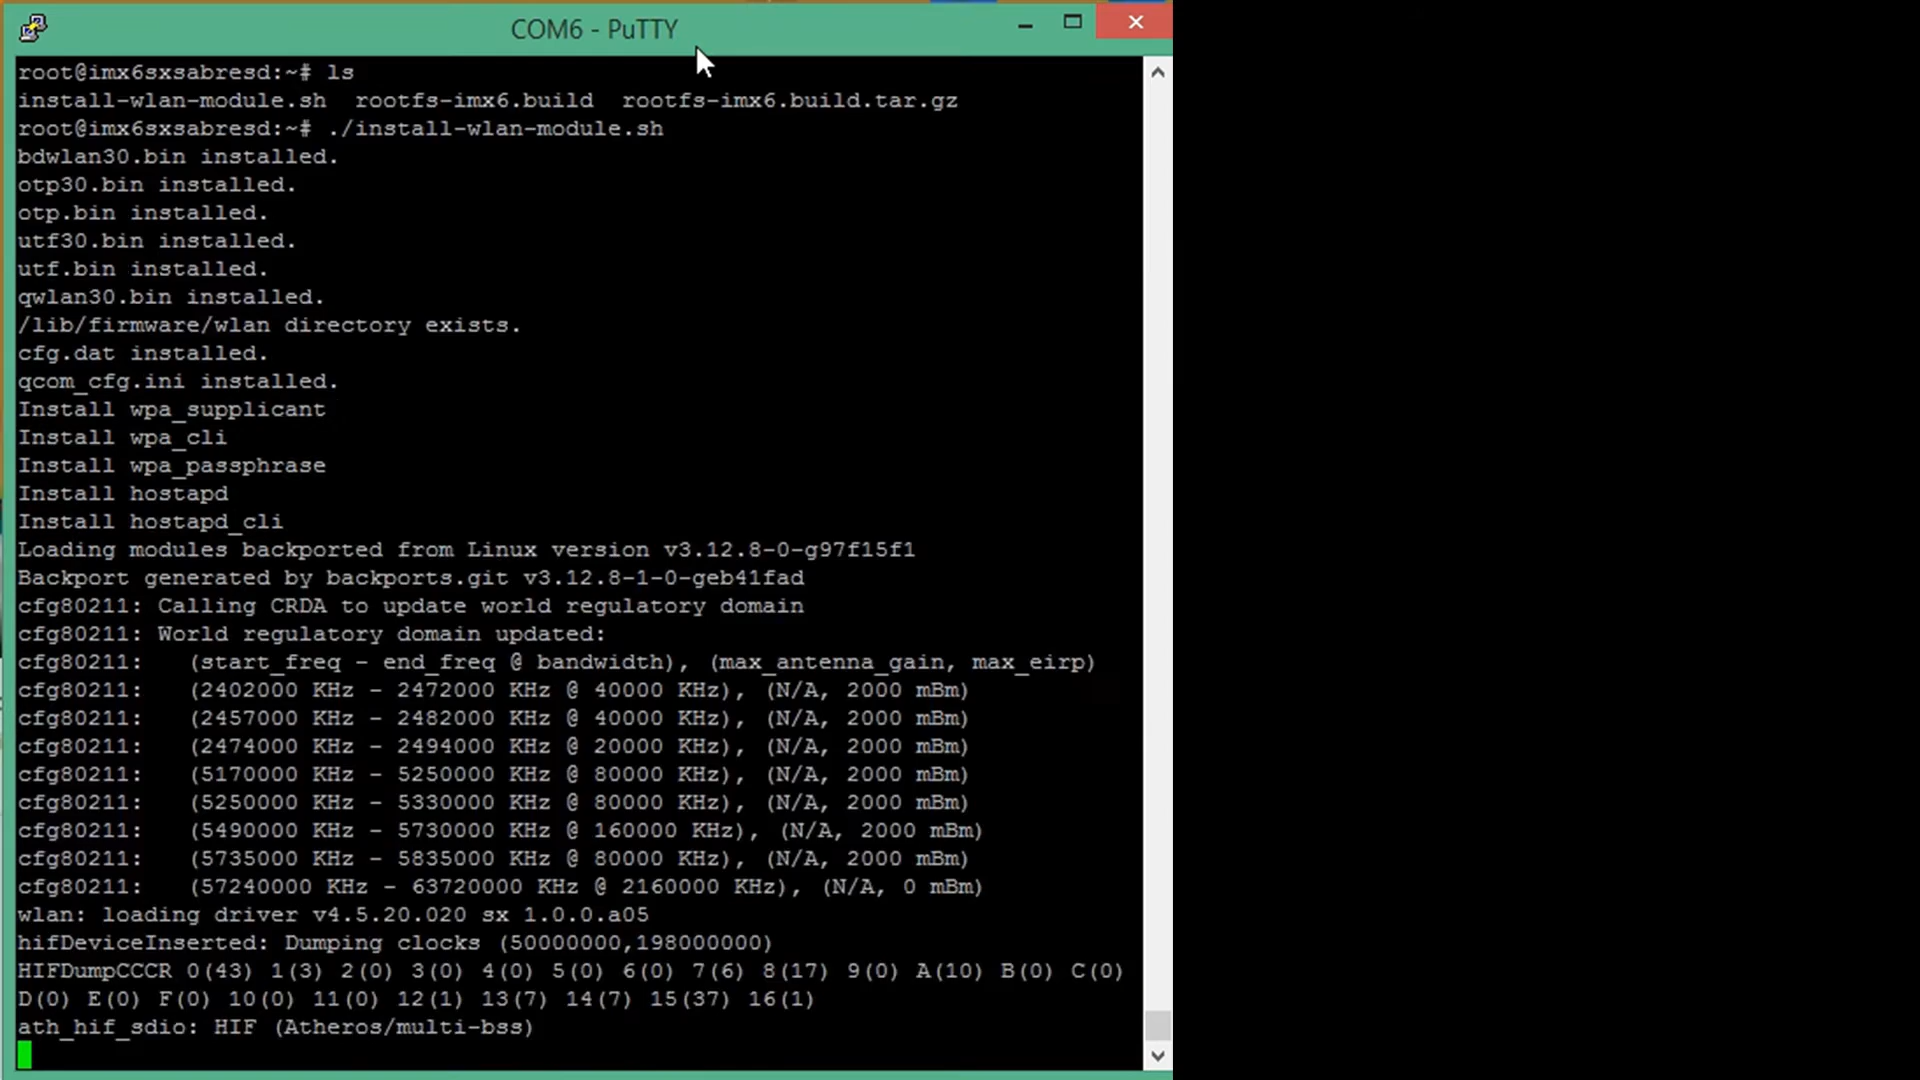 COM6 - PuTTY
root@imx6sxsabresd:~# ls
install-wlan-module.sh  rootfs-imx6.build  rootfs-imx6.build.tar.gz
root@imx6sxsabresd:~# ./install-wlan-module.sh
bdwlan30.bin installed.
otp30.bin installed.
otp.bin installed.
utf30.bin installed.
utf.bin installed.
qwlan30.bin installed.
/lib/firmware/wlan directory exists.
cfg.dat installed.
qcom_cfg.ini installed.
Install wpa_supplicant
Install wpa_cli
Install wpa_passphrase
Install hostapd
Install hostapd_cli
Loading modules backported from Linux version v3.12.8-0-g97f15f1
Backport generated by backports.git v3.12.8-1-0-geb41fad
cfg80211: Calling CRDA to update world regulatory domain
cfg80211: World regulatory domain updated:
cfg80211:   (start_freq - end_freq @ bandwidth), (max_antenna_gain, max_eirp)
cfg80211:   (2402000 KHz - 2472000 KHz @ 40000 KHz), (N/A, 2000 mBm)
cfg80211:   (2457000 KHz - 2482000 KHz @ 40000 KHz), (N/A, 2000 mBm)
cfg80211:   (2474000 KHz - 2494000 KHz @ 20000 KHz), (N/A, 2000 mBm)
cfg80211:   (5170000 KHz - 5250000 KHz @ 80000 KHz), (N/A, 2000 mBm)
cfg80211:   (5250000 KHz - 5330000 KHz @ 80000 KHz), (N/A, 2000 mBm)
cfg80211:   (5490000 KHz - 5730000 KHz @ 160000 KHz), (N/A, 2000 mBm)
cfg80211:   (5735000 KHz - 5835000 KHz @ 80000 KHz), (N/A, 2000 mBm)
cfg80211:   (57240000 KHz - 63720000 KHz @ 2160000 KHz), (N/A, 0 mBm)
wlan: loading driver v4.5.20.020 sx 1.0.0.a05
hifDeviceInserted: Dumping clocks (50000000,198000000)
HIFDumpCCCR 0(43) 1(3) 2(0) 3(0) 4(0) 5(0) 6(0) 7(6) 8(17) 9(0) A(10) B(0) C(0)
D(0) E(0) F(0) 10(0) 11(0) 12(1) 13(7) 14(7) 15(37) 16(1)
ath_hif_sdio: HIF (Atheros/multi-bss)